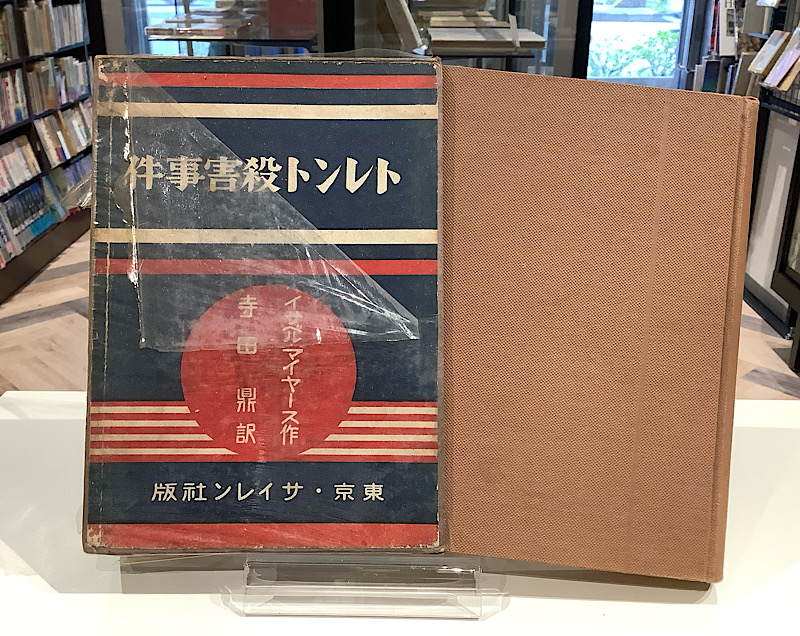 トレント殺害事件
イサベル・マイヤース作
寺田鼎訳
東京・サイレン社版